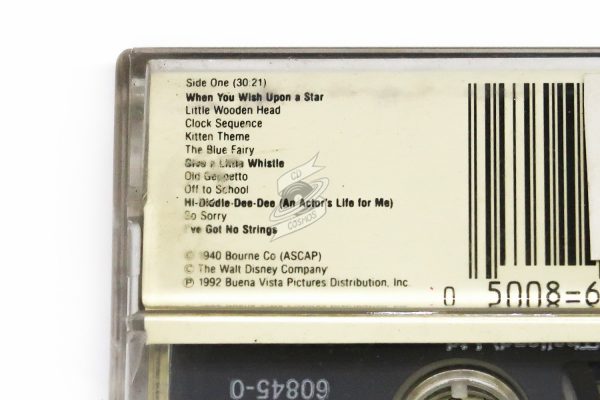 Side One (30:21)
When You Wish Upon a Star
Little Wooden Head
Clock Sequence
Kitten Theme
The Blue Fairy
Give a Little Whistle
Old Geppetto
Off to School
Hi-Diddle-Dee-Dee (An Actor's Life for Me)
So Sorry
I've Got No Strings
© 1940 Bourne Co (ASCAP)
© The Walt Disney Company
℗ 1992 Buena Vista Pictures Distribution, Inc.
0 5008=6
CD
COSMOS
60845-0